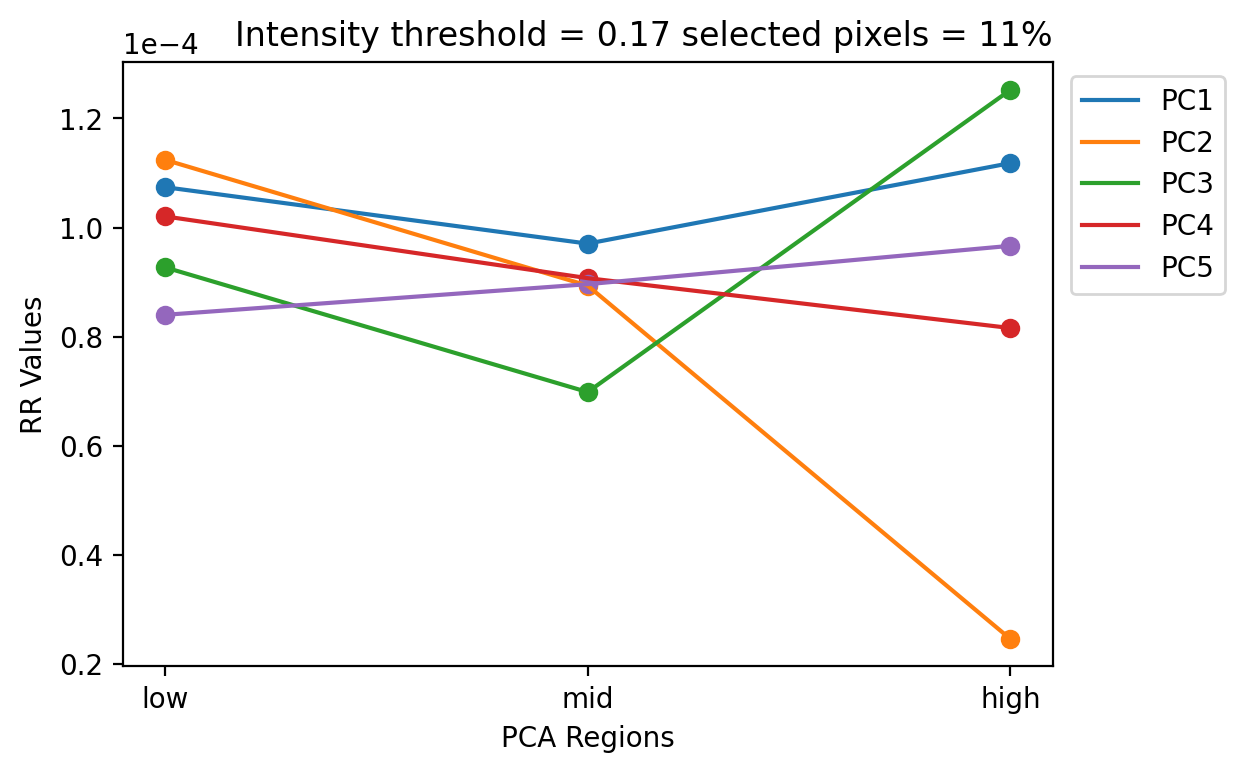 1e−4
Intensity threshold = 0.17 selected pixels = 11%
1.2
1.0
0.8
0.6
0.4
0.2
RR Values
low
mid
high
PCA Regions
PC1
PC2
PC3
PC4
PC5